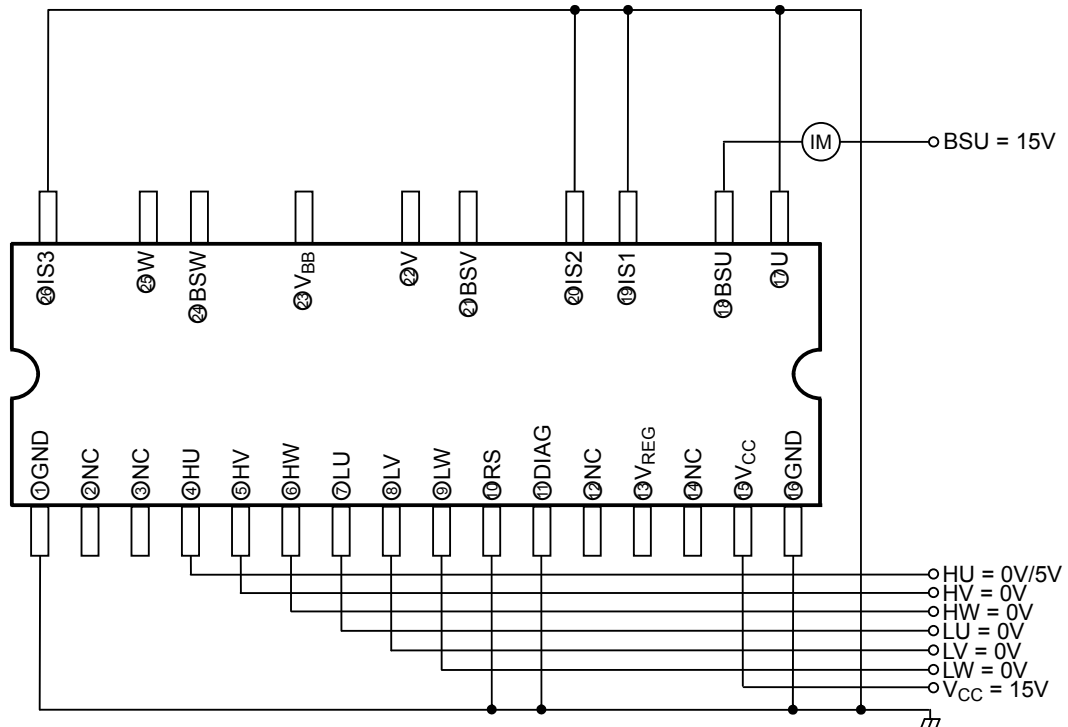 IM
BSU = 15V
㉖IS3
㉕W
㉔BSW
㉓VBB
㉒V
㉑BSV
⑳IS2
⑲IS1
⑱BSU
⑰U
①GND
②NC
③NC
④HU
⑤HV
⑥HW
⑦LU
⑧LV
⑨LW
⑩RS
⑪DIAG
⑫NC
⑬VREG
⑭NC
⑮VCC
⑯GND
HU = 0V/5V
HV = 0V
HW = 0V
LU = 0V
LV = 0V
LW = 0V
VCC = 15V